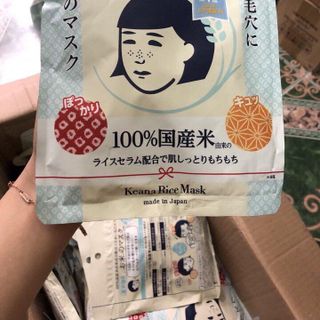 毛穴に
のマスク
ぽっかり
キュッ
100%国産米由来の
ライスセラム配合で肌しっとりもちもち
Keana Rice Mask
made in Japan